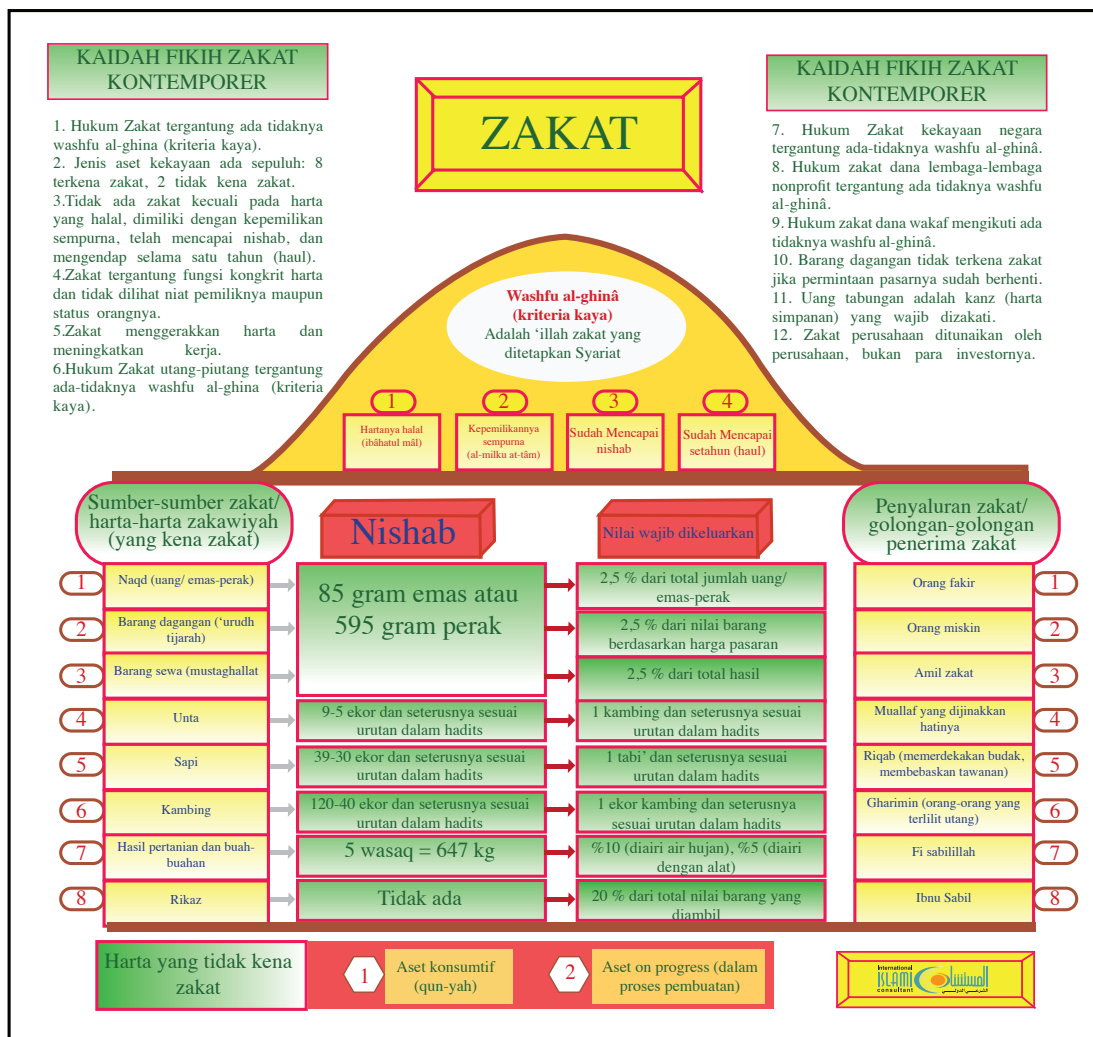 KAIDAH FIKIH ZAKAT
KONTEMPORER
1. Hukum Zakat tergantung ada tidaknya
washfu al-ghina (kriteria kaya).
2. Jenis aset kekayaan ada sepuluh: 8
terkena zakat, 2 tidak kena zakat.
3.Tidak ada zakat kecuali pada harta
yang halal, dimiliki dengan kepemilikan
sempurna, telah mencapai nishab, dan
mengendap selama satu tahun (haul).
4.Zakat tergantung fungsi kongkrit harta
dan tidak dilihat niat pemiliknya maupun
status orangnya.
5.Zakat menggerakkan harta dan
meningkatkan kerja.
6.Hukum Zakat utang-piutang tergantung
ada-tidaknya washfu al-ghina (kriteria
kaya).
ZAKAT
KAIDAH FIKIH ZAKAT
KONTEMPORER
7. Hukum Zakat kekayaan negara
tergantung ada-tidaknya washfu al-ghinâ.
8. Hukum zakat dana lembaga-lembaga
nonprofit tergantung ada tidaknya washfu
al-ghinâ.
9. Hukum zakat dana wakaf mengikuti ada
tidaknya washfu al-ghinâ.
10. Barang dagangan tidak terkena zakat
jika permintaan pasarnya sudah berhenti.
11. Uang tabungan adalah kanz (harta
simpanan) yang wajib dizakati.
12. Zakat perusahaan ditunaikan oleh
perusahaan, bukan para investornya.
Washfu al-ghinâ
(kriteria kaya)
Adalah ‘illah zakat yang
ditetapkan Syariat
1
Hartanya halal
(ibâhatul mâl)
2
Kepemilikannya
sempurna
(al-milku at-tâm)
3
Sudah Mencapai
nishab
4
Sudah Mencapai
setahun (haul)
Sumber-sumber zakat/
harta-harta zakawiyah
(yang kena zakat)
Nishab
Nilai wajib dikeluarkan
Penyaluran zakat/
golongan-golongan
penerima zakat
1
Naqd (uang/ emas-perak)
85 gram emas atau
595 gram perak
2,5 % dari total jumlah uang/
emas-perak
Orang fakir
1
2
Barang dagangan (‘urudh
tijarah)
2,5 % dari nilai barang
berdasarkan harga pasaran
Orang miskin
2
3
Barang sewa (mustaghallat
2,5 % dari total hasil
Amil zakat
3
4
Unta
9-5 ekor dan seterusnya sesuai
urutan dalam hadits
1 kambing dan seterusnya sesuai
urutan dalam hadits
Muallaf yang dijinakkan
hatinya
4
5
Sapi
39-30 ekor dan seterusnya sesuai
urutan dalam hadits
1 tabi’ dan seterusnya sesuai
urutan dalam hadits
Riqab (memerdekakan budak,
membebaskan tawanan)
5
6
Kambing
120-40 ekor dan seterusnya sesuai
urutan dalam hadits
1 ekor kambing dan seterusnya
sesuai urutan dalam hadits
Gharimin (orang-orang yang
terlilit utang)
6
7
Hasil pertanian dan buah-
buahan
5 wasaq = 647 kg
%10 (diairi air hujan), %5 (diairi
dengan alat)
Fi sabilillah
7
8
Rikaz
Tidak ada
20 % dari total nilai barang yang
diambil
Ibnu Sabil
8
Harta yang tidak kena
zakat
1
Aset konsumtif
(qun-yah)
2
Aset on progress (dalam
proses pembuatan)
International
ISLAMI
consultant
المستشار
الشرعي الدولي